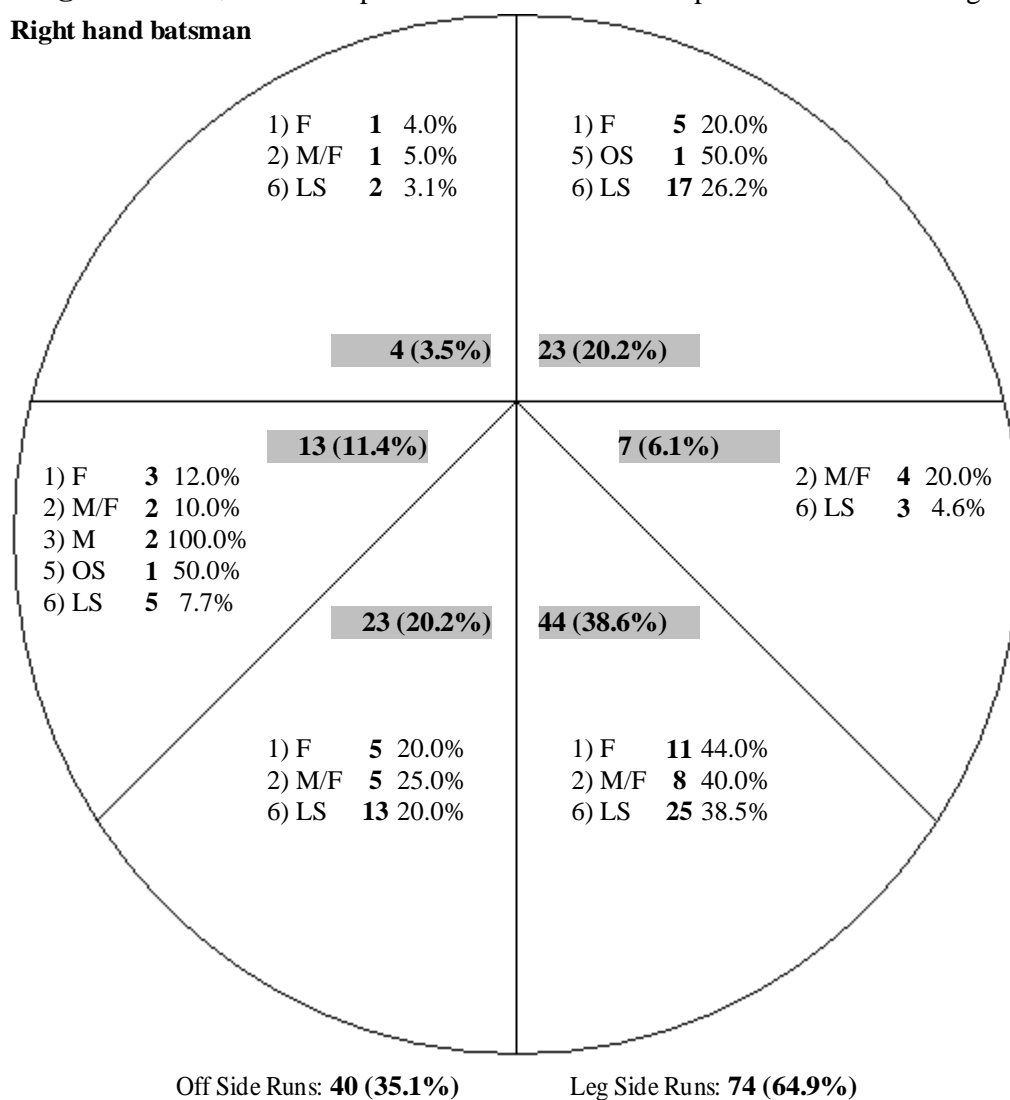 Right hand batsman
1) F 1 4.0%
2) M/F 1 5.0%
6) LS 2 3.1%
1) F 5 20.0%
5) OS 1 50.0%
6) LS 17 26.2%
4 (3.5%)
23 (20.2%)
13 (11.4%)
7 (6.1%)
1) F 3 12.0%
2) M/F 2 10.0%
3) M 2 100.0%
5) OS 1 50.0%
6) LS 5 7.7%
2) M/F 4 20.0%
6) LS 3 4.6%
23 (20.2%)
44 (38.6%)
1) F 5 20.0%
2) M/F 5 25.0%
6) LS 13 20.0%
1) F 11 44.0%
2) M/F 8 40.0%
6) LS 25 38.5%
Off Side Runs: 40 (35.1%)
Leg Side Runs: 74 (64.9%)